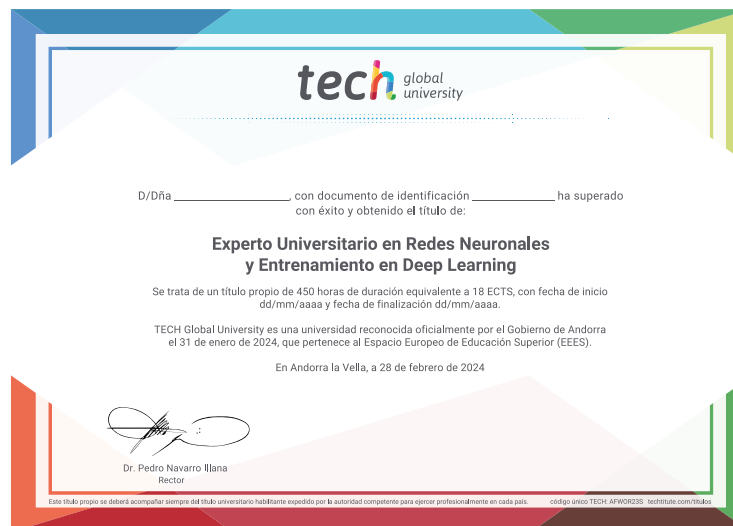 tech global university
D/Dña ________________, con documento de identificación ____________ ha superado
con éxito y obtenido el título de:
Experto Universitario en Redes Neuronales
y Entrenamiento en Deep Learning
Se trata de un título propio de 450 horas de duración equivalente a 18 ECTS, con fecha de inicio
dd/mm/aaaa y fecha de finalización dd/mm/aaaa.
TECH Global University es una universidad reconocida oficialmente por el Gobierno de Andorra
el 31 de enero de 2024, que pertenece al Espacio Europeo de Educación Superior (EEES).
En Andorra la Vella, a 28 de febrero de 2024
Dr. Pedro Navarro Illana
Rector
Este título propio se deberá acompañar siempre del título universitario habilitante expedido por la autoridad competente para ejercer profesionalmente en cada país. código único TECH: AFWOR23S techtitute.com/titulos